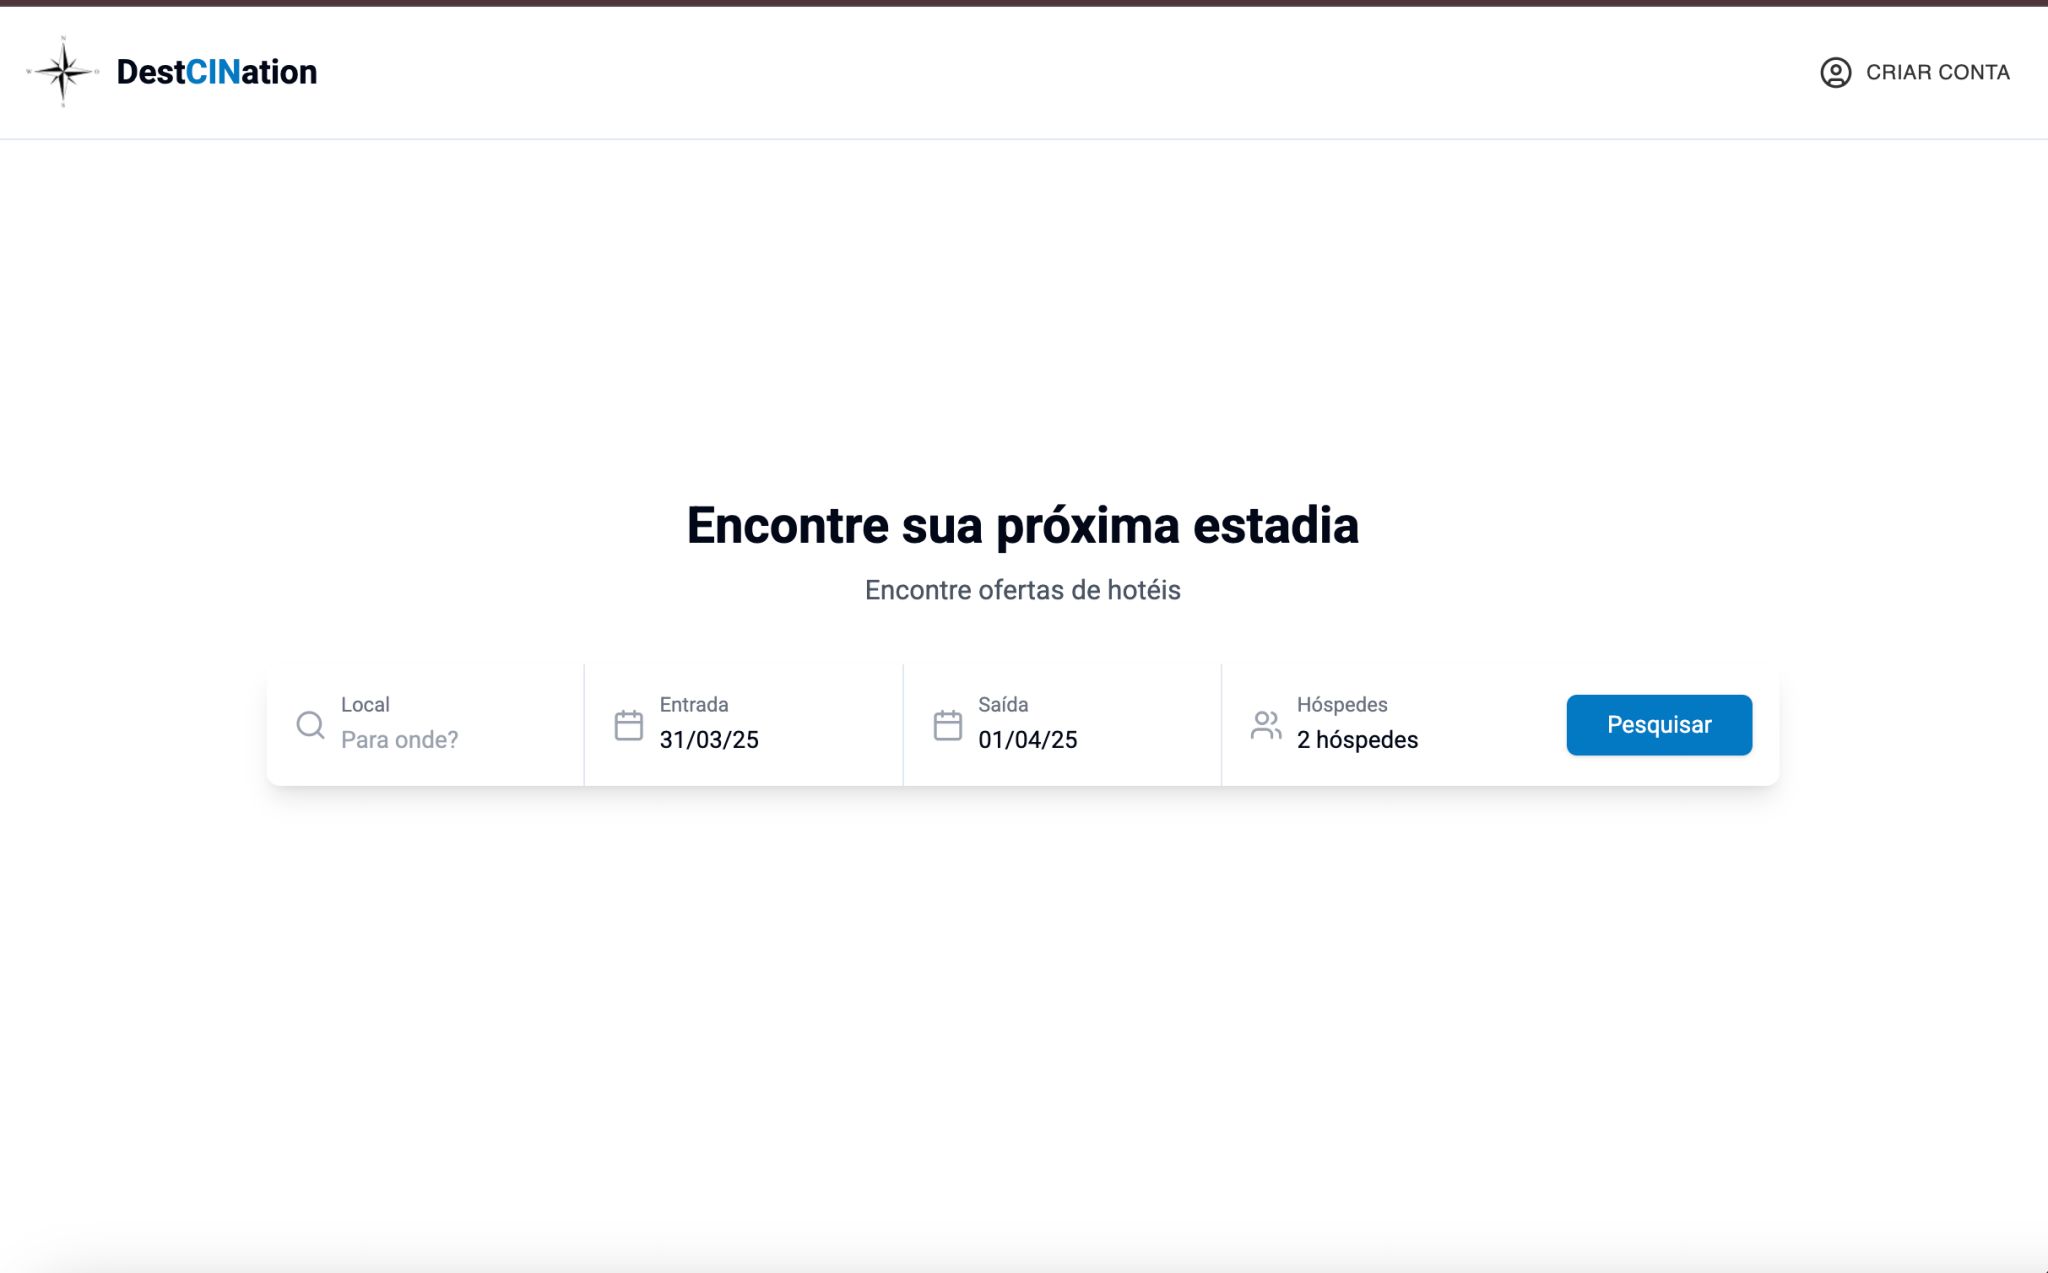 DestCINation
CRIAR CONTA
Encontre sua próxima estadia
Encontre ofertas de hotéis
Local
Para onde?
Entrada
31/03/25
Saída
01/04/25
Hóspedes
2 hóspedes
Pesquisar